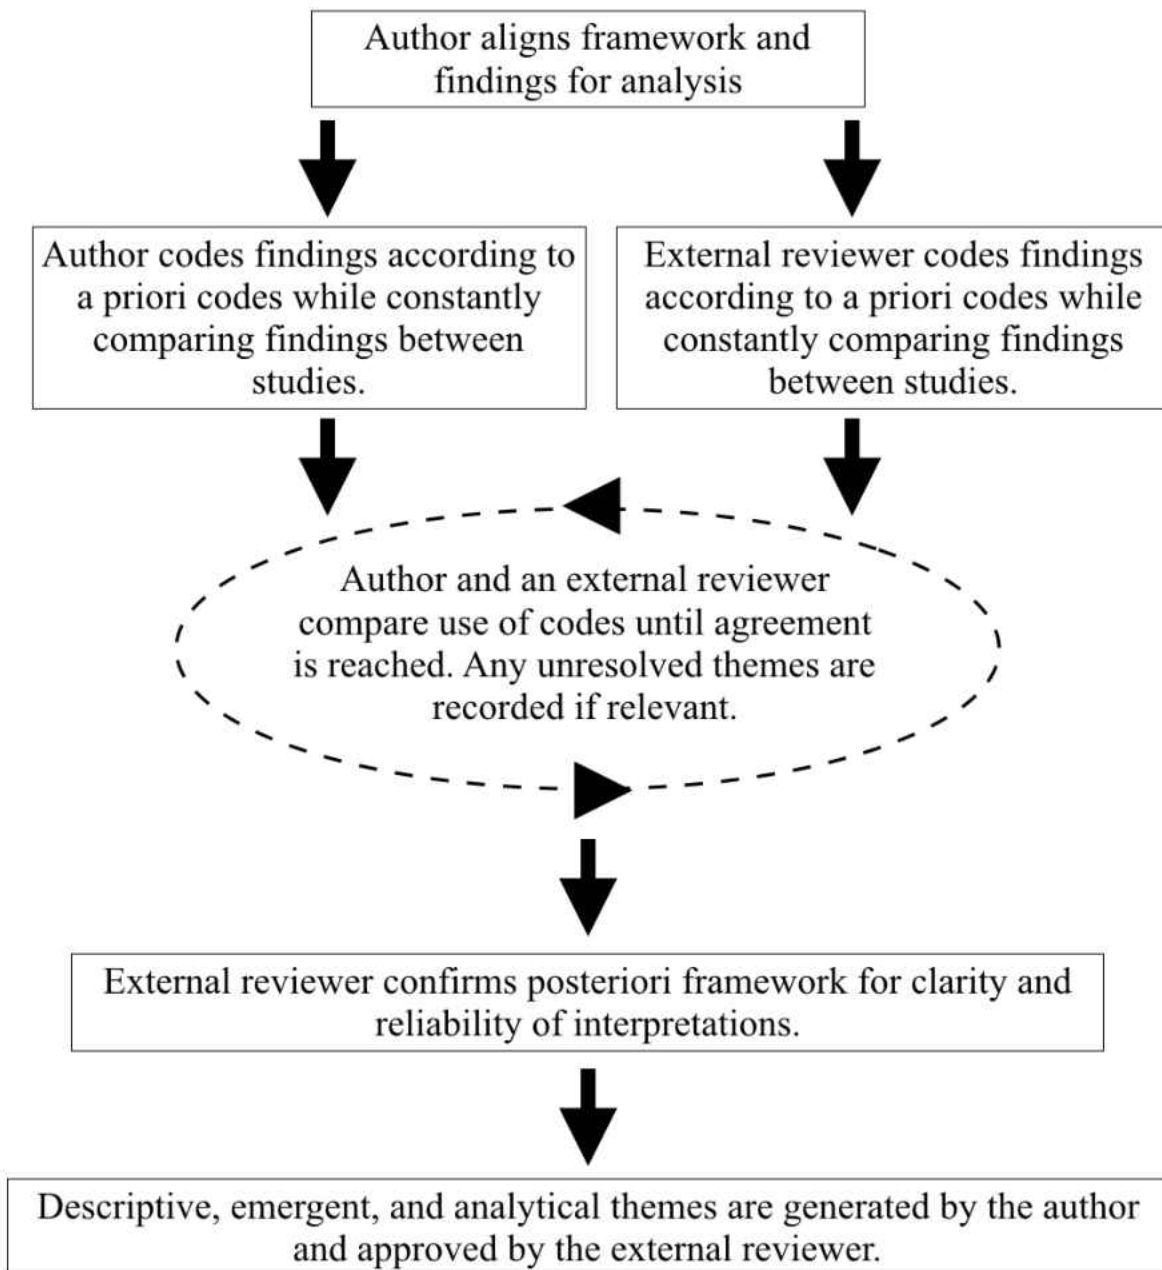 Author aligns framework and
findings for analysis
Author codes findings according to
a priori codes while constantly
comparing findings between
studies.
External reviewer codes findings
according to a priori codes while
constantly comparing findings
between studies.
Author and an external reviewer
compare use of codes until agreement
is reached. Any unresolved themes are
recorded if relevant.
External reviewer confirms posteriori framework for clarity and
reliability of interpretations.
Descriptive, emergent, and analytical themes are generated by the author
and approved by the external reviewer.